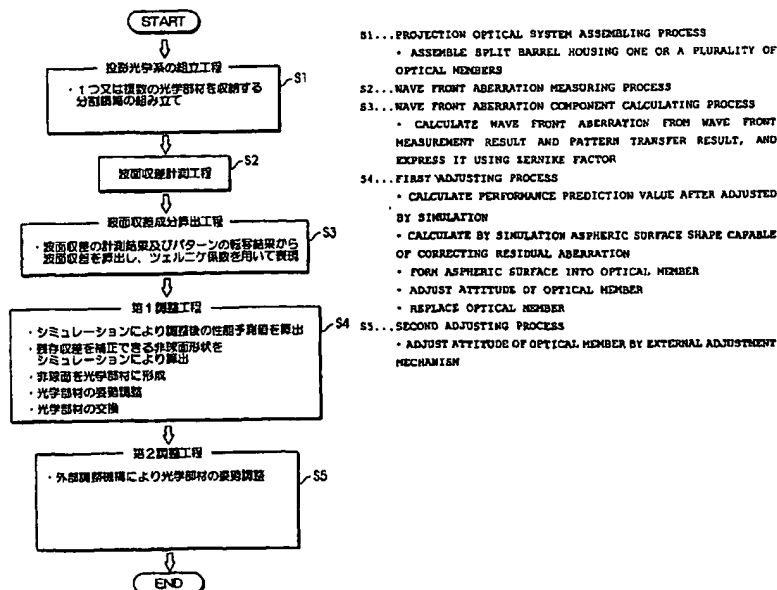 START
投影光学系の組立工程
・1つ又は複数の光学部材を収納する
分割鏡筒の組み立て
S1
波面収差計測工程
S2
波面収差成分算出工程
・波面収差の計測結果及びパターンの転写結果から
波面収差を算出し、ツェルニケ係数を用いて表現
S3
第1調整工程
・シミュレーションにより調整後の性能予測値を算出
・残存収差を補正できる非球面形状を
シミュレーションにより算出
・非球面を光学部材に形成
・光学部材の姿勢調整
・光学部材の交換
S4
第2調整工程
・外部調整機構により光学部材の姿勢調整
S5
END
S1...PROJECTION OPTICAL SYSTEM ASSEMBLING PROCESS
• ASSEMBLE SPLIT BARREL HOUSING ONE OR A PLURALITY OF
OPTICAL MEMBERS
S2...WAVE FRONT ABERRATION MEASURING PROCESS
S3...WAVE FRONT ABERRATION COMPONENT CALCULATING PROCESS
• CALCULATE WAVE FRONT ABERRATION FROM WAVE FRONT
MEASUREMENT RESULT AND PATTERN TRANSFER RESULT, AND
EXPRESS IT USING SERNIKE FACTOR
S4...FIRST ADJUSTING PROCESS
• CALCULATE PERFORMANCE PREDICTION VALUE AFTER ADJUSTED
BY SIMULATION
• CALCULATE BY SIMULATION ASPHERIC SURFACE SHAPE CAPABLE
OF CORRECTING RESIDUAL ABERRATION
• FORM ASPHERIC SURFACE INTO OPTICAL MEMBER
• ADJUST ATTITUDE OF OPTICAL MEMBER
• REPLACE OPTICAL MEMBER
S5...SECOND ADJUSTING PROCESS
• ADJUST ATTITUDE OF OPTICAL MEMBER BY EXTERNAL ADJUSTMENT
MECHANISM